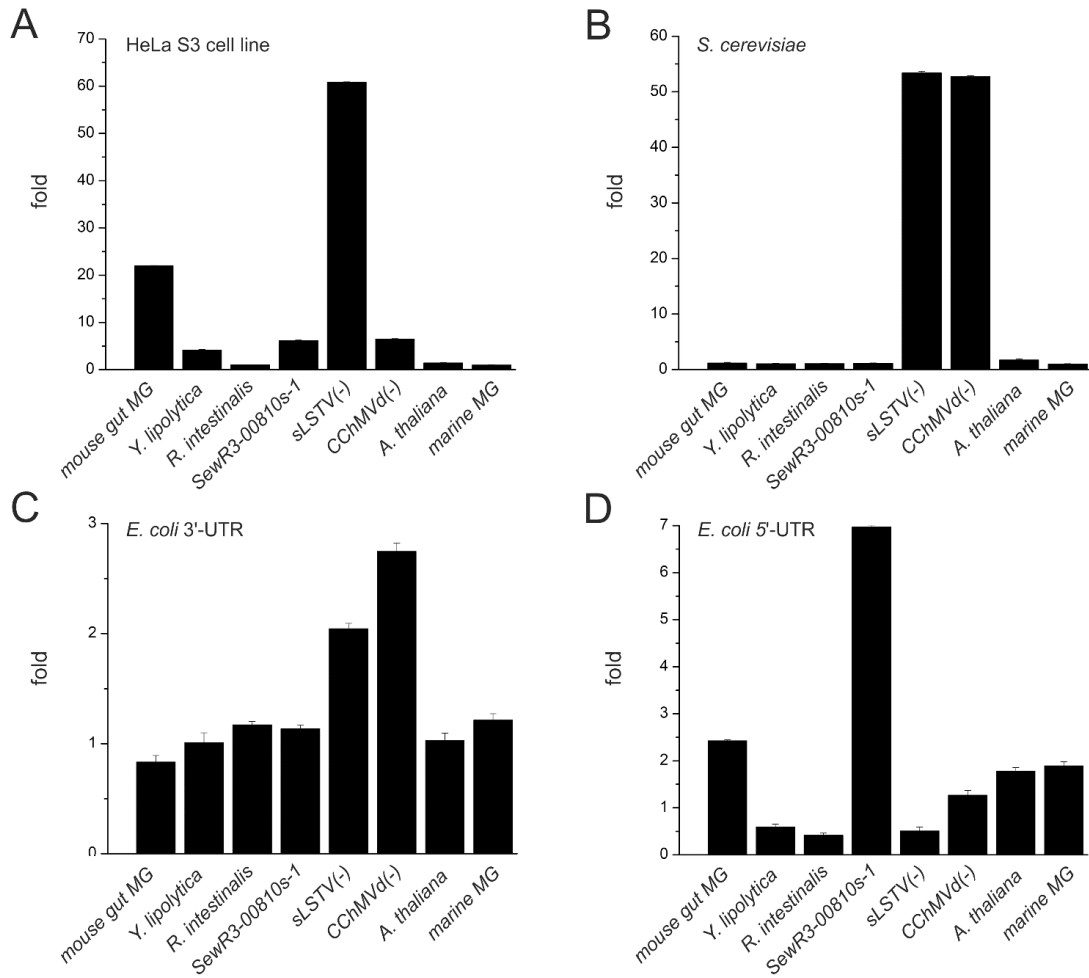 A
HeLa S3 cell line
70
60
50
40
30
20
10
0
fold
mouse gut MG
Y. lipolytica
R. intestinalis
SewR3-00810s-1
sLSTV(-)
CChMVd(-)
A. thaliana
marine MG
B
S. cerevisiae
60
50
40
30
20
10
0
fold
mouse gut MG
Y. lipolytica
R. intestinalis
SewR3-00810s-1
sLSTV(-)
CChMVd(-)
A. thaliana
marine MG
C
E. coli 3'-UTR
3
2
1
0
fold
mouse gut MG
Y. lipolytica
R. intestinalis
SewR3-00810s-1
sLSTV(-)
CChMVd(-)
A. thaliana
marine MG
D
E. coli 5'-UTR
7
6
5
4
3
2
1
0
fold
mouse gut MG
Y. lipolytica
R. intestinalis
SewR3-00810s-1
sLSTV(-)
CChMVd(-)
A. thaliana
marine MG